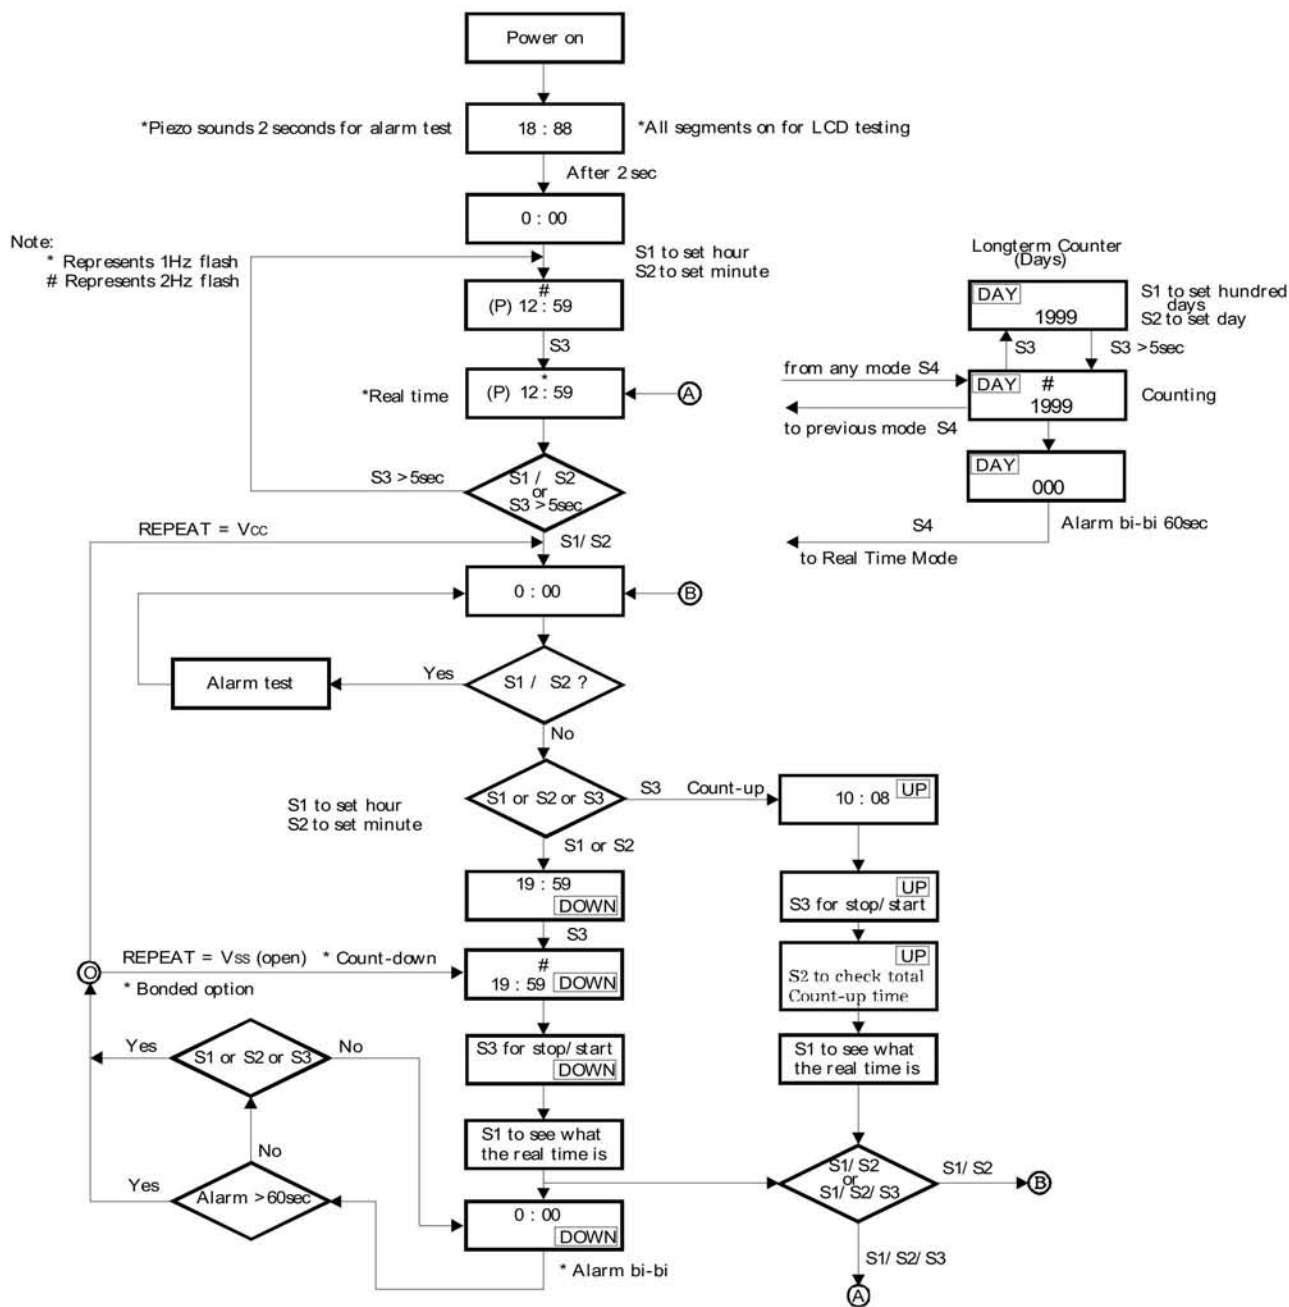 Power on
*Piezo sounds 2 seconds for alarm test
18 : 88
*All segments on for LCD testing
After 2 sec
0 : 00
Note:
* Represents 1Hz flash
# Represents 2Hz flash
S1 to set hour
S2 to set minute
#
(P) 12 : 59
S3
*Real time
*
(P) 12 : 59
A
S3 > 5sec
S1 / S2
or
S3 > 5sec
REPEAT = VCC
S1/ S2
0 : 00
B
Alarm test
Yes
S1 / S2 ?
No
S1 to set hour
S2 to set minute
S1 or S2 or S3
S3 Count-up
10 : 08 UP
S1 or S2
19 : 59
DOWN
UP
S3 for stop/ start
S3
REPEAT = VSS (open) * Count-down
O
* Bonded option
#
19 : 59 DOWN
UP
S2 to check total
Count-up time
Yes
S1 or S2 or S3
No
S3 for stop/ start
DOWN
S1 to see what
the real time is
No
S1 to see what
the real time is
Yes
Alarm > 60sec
0 : 00
DOWN
* Alarm bi-bi
S1/ S2
or
S1/ S2/ S3
S1/ S2
B
S1/ S2/ S3
A
Longterm Counter
(Days)
DAY
1999
S1 to set hundred
days
S2 to set day
S3
S3 > 5sec
from any mode S4
DAY #
1999
Counting
to previous mode S4
DAY
000
S4
Alarm bi-bi 60sec
to Real Time Mode